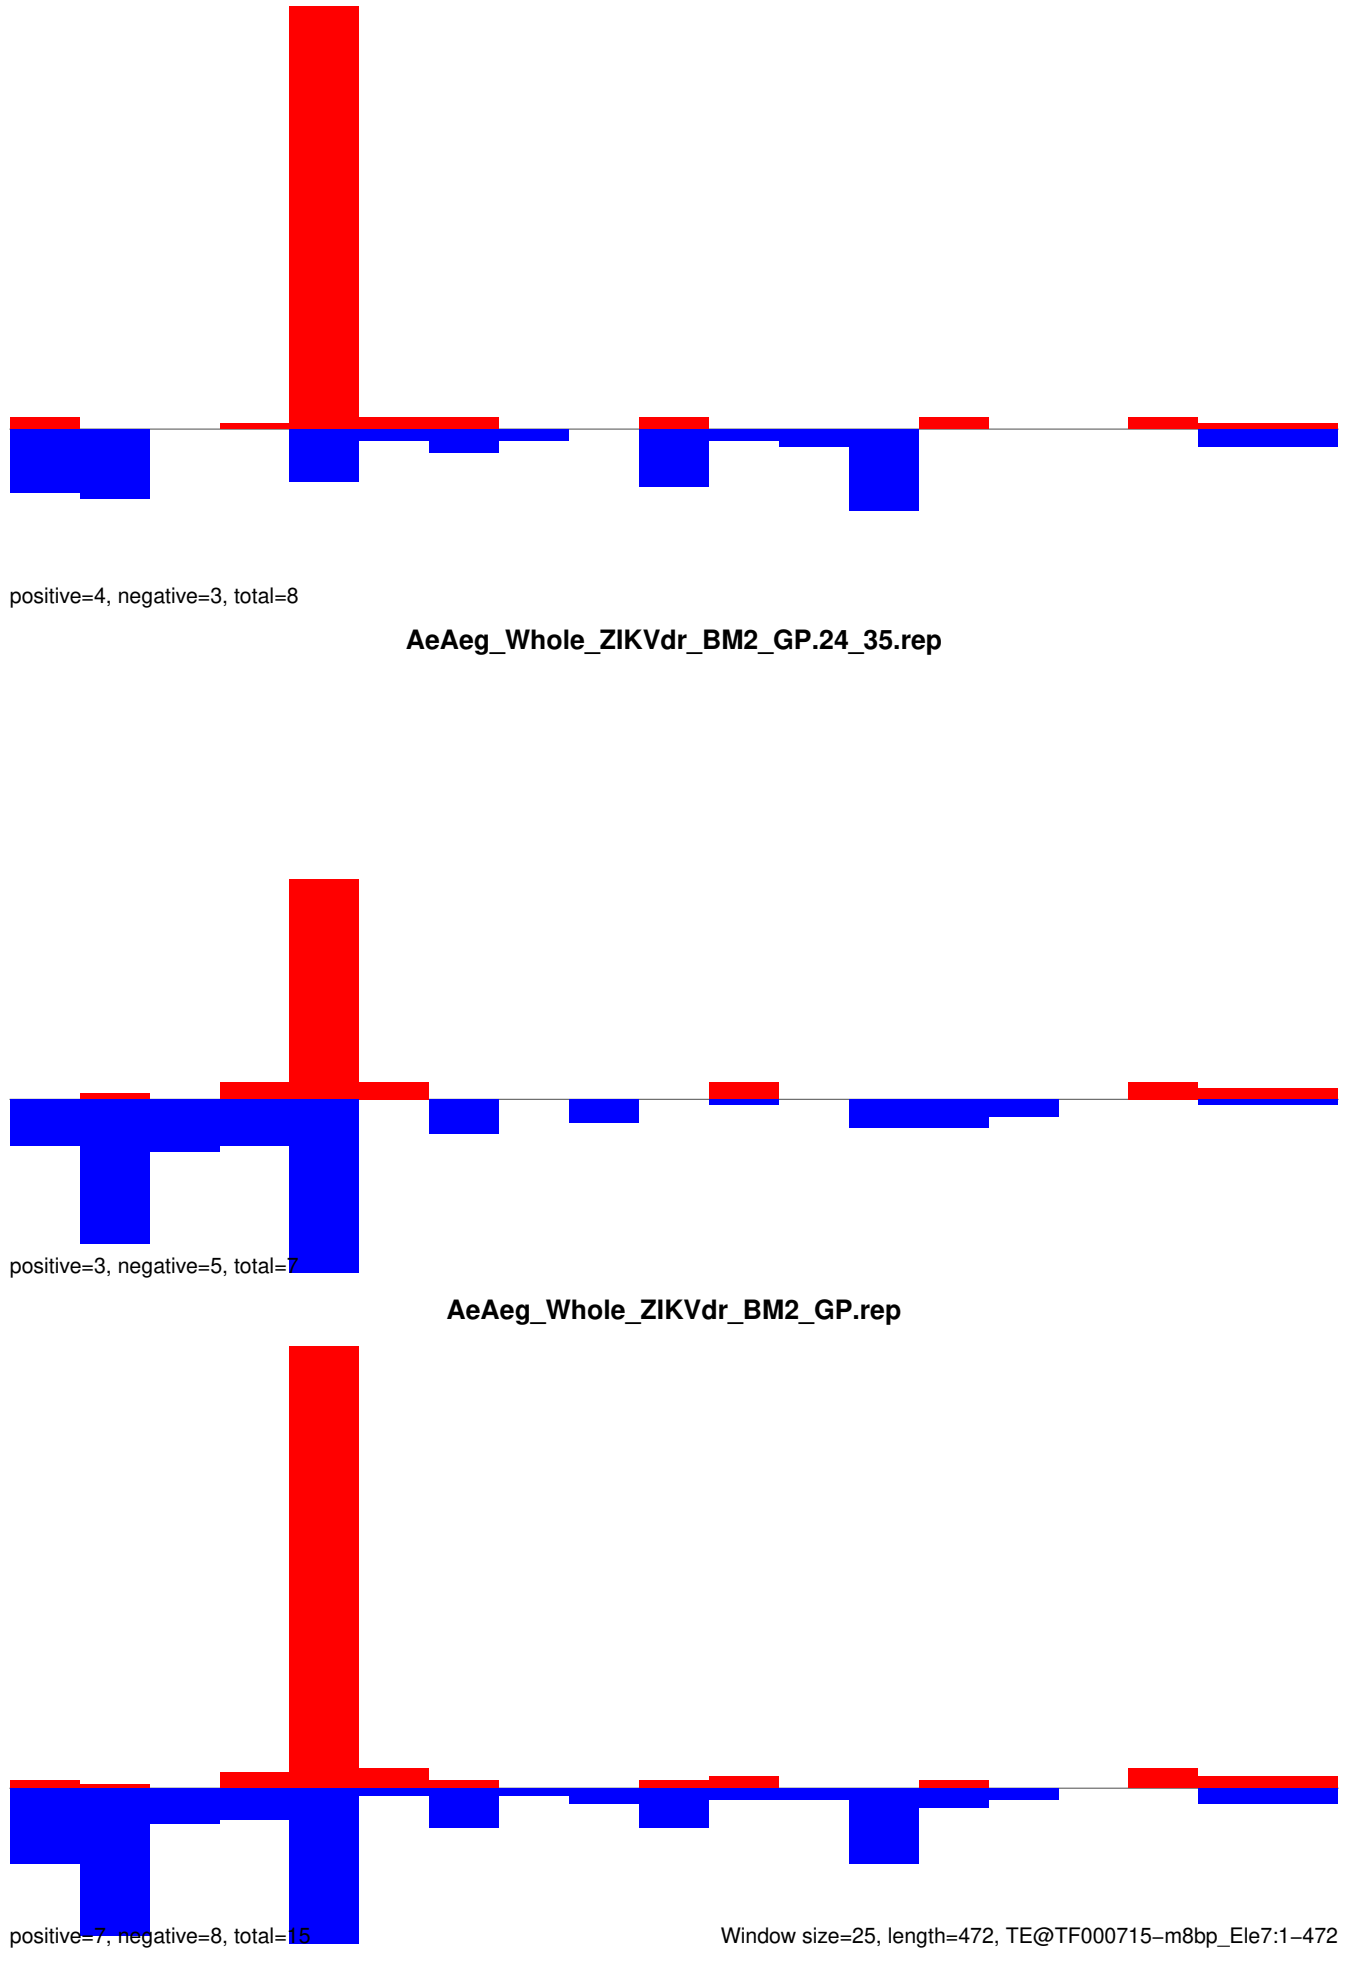 positive=4, negative=3, total=8
AeAeg_Whole_ZIKVdr_BM2_GP.24_35.rep
positive=3, negative=5, total=7
AeAeg_Whole_ZIKVdr_BM2_GP.rep
positive=7, negative=8, total=15
Window size=25, length=472, TE@TF000715−m8bp_Ele7:1−472